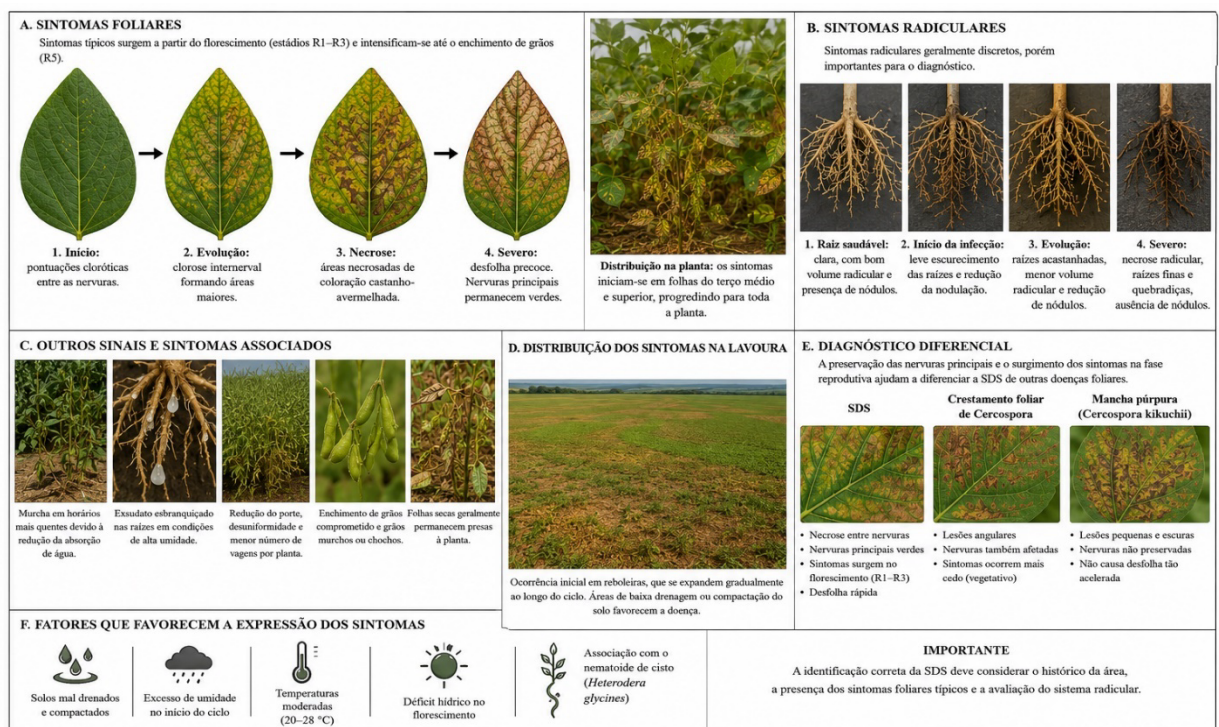 A. SINTOMAS FOLIARES
Sintomas típicos surgem a partir do florescimento (estádios R1–R3) e intensificam-se até o enchimento de grãos
(R5).
1. Início:
pontuações cloróticas
entre as nervuras.
2. Evolução:
clorose internerval
formando áreas
maiores.
3. Necrose:
áreas necrosadas de
coloração castanho-
avermelhada.
4. Severo:
desfolha precoce.
Nervuras principais
permanecem verdes.
Distribuição na planta: os sintomas
iniciam-se em folhas do terço médio
e superior, progredindo para toda
a planta.
B. SINTOMAS RADICULARES
Sintomas radiculares geralmente discretos, porém
importantes para o diagnóstico.
1. Raiz saudável:
clara, com bom
volume radicular e
presença de nódulos.
2. Início da infecção:
leve escurecimento
das raízes e redução
da nodulação.
3. Evolução:
raízes acastanhadas,
menor volume
radicular e redução
de nódulos.
4. Severo:
necrose radicular,
raízes finas e
quebradiças,
ausência de nódulos.
C. OUTROS SINAIS E SINTOMAS ASSOCIADOS
Murcha em horários
mais quentes devido à
redução da absorção
de água.
Exsudato esbranquiçado
nas raízes em condições
de alta umidade.
Redução do porte,
desuniformidade e
menor número de
vagens por planta.
Enchimento de grãos
comprometido e grãos
murchos ou chochos.
Folhas secas geralmente
permanecem presas
à planta.
D. DISTRIBUIÇÃO DOS SINTOMAS NA LAVOURA
Ocorrência inicial em reboleiras, que se expandem gradualmente
ao longo do ciclo. Áreas de baixa drenagem ou compactação do
solo favorecem a doença.
E. DIAGNÓSTICO DIFERENCIAL
A preservação das nervuras principais e o surgimento dos sintomas na fase
reprodutiva ajudam a diferenciar a SDS de outras doenças foliares.
SDS
• Necrose entre nervuras
• Nervuras principais verdes
• Sintomas surgem no
florescimento (R1–R3)
• Desfolha rápida
Crestamento foliar
de Cercospora
• Lesões angulares
• Nervuras também afetadas
• Sintomas ocorrem mais
cedo (vegetativo)
Mancha púrpura
(Cercospora kikuchii)
• Lesões pequenas e escuras
• Nervuras não preservadas
• Não causa desfolha tão
acelerada
F. FATORES QUE FAVORECEM A EXPRESSÃO DOS SINTOMAS
Solos mal drenados
e compactados
Excesso de umidade
no início do ciclo
Temperaturas
moderadas
(20–28 °C)
Déficit hídrico no
florescimento
Associação com o
nematoide de cisto
(Heterodera
glycines)
IMPORTANTE
A identificação correta da SDS deve considerar o histórico da área,
a presença dos sintomas foliares típicos e a avaliação do sistema radicular.